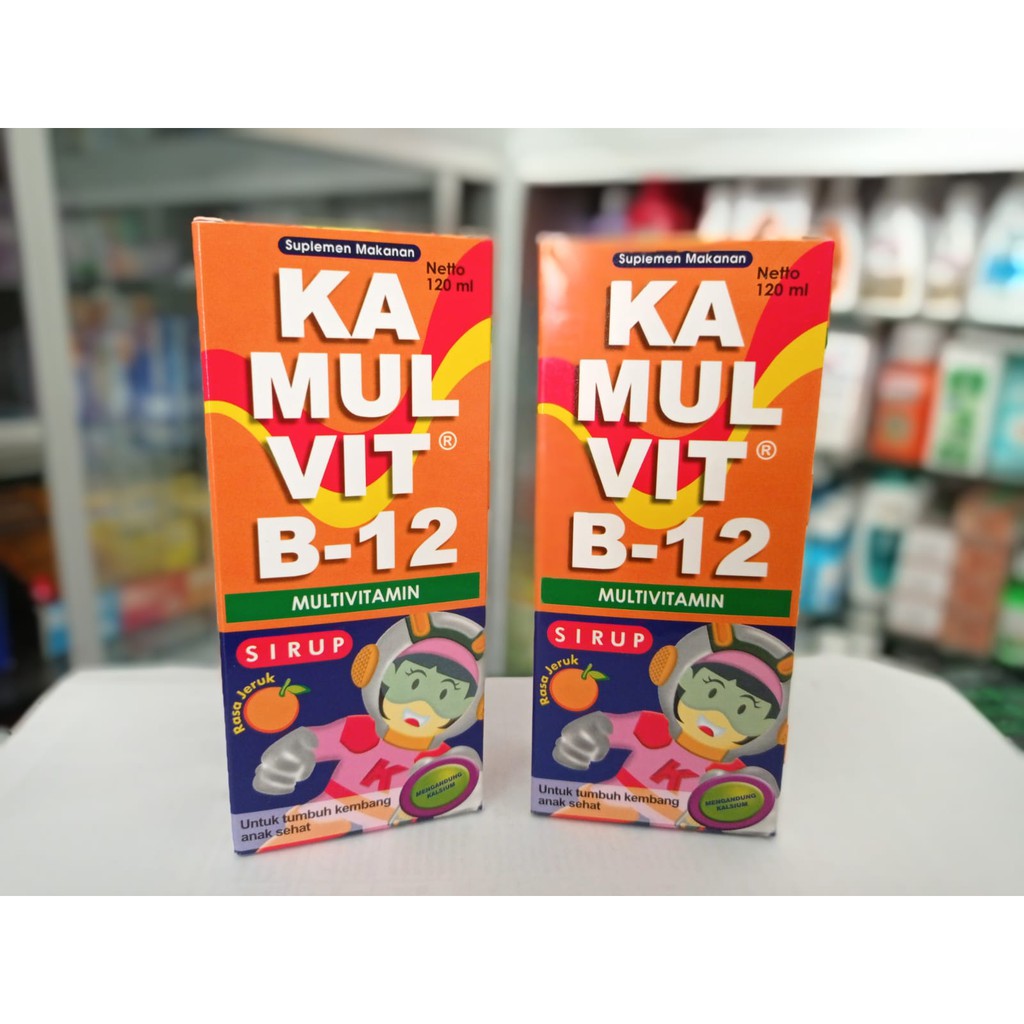 Suplemen Makanan
Netto
120 ml
KA
MUL
VIT®
B-12
MULTIVITAMIN
SIRUP
Rasa Jeruk
K
MENGANDUNG
KALSIUM
Untuk tumbuh kembang
anak sehat
Suplemen Makanan
Netto
120 ml
KA
MUL
VIT®
B-12
MULTIVITAMIN
SIRUP
Rasa Jeruk
K
MENGANDUNG
KALSIUM
Untuk tumbuh kembang
anak sehat